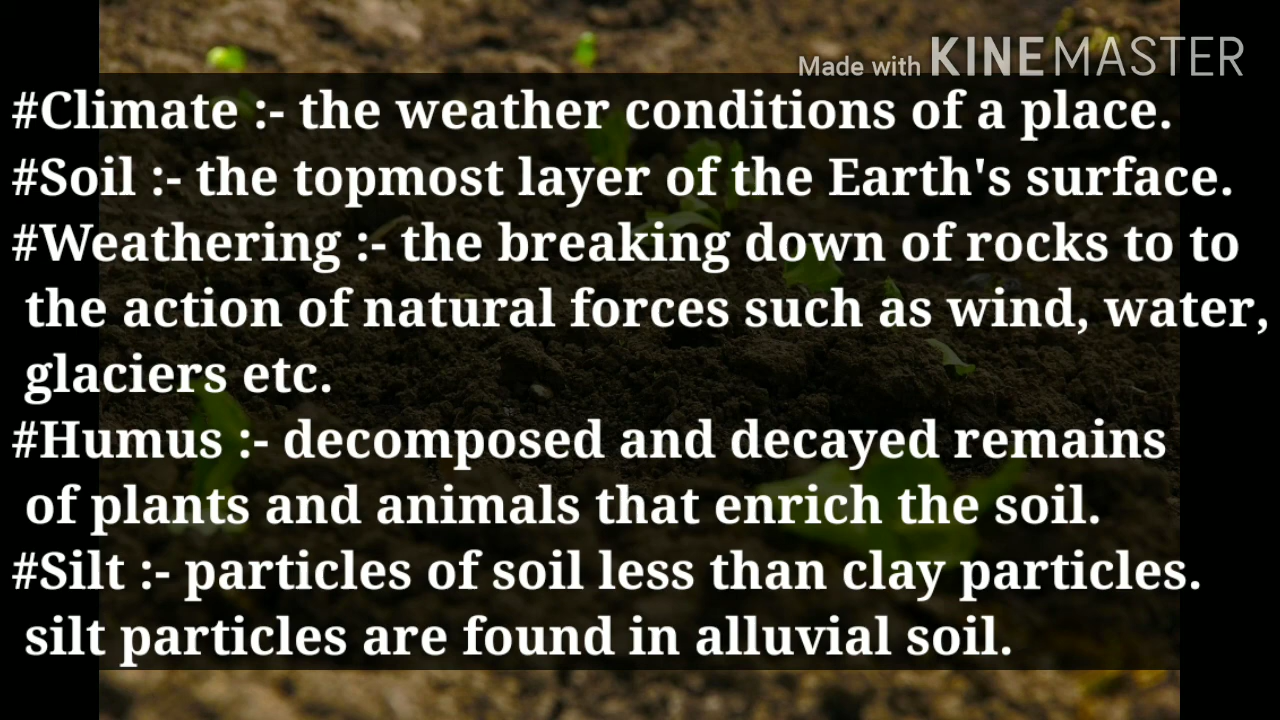 Made with KINEMASTER
#Climate :- the weather conditions of a place.
#Soil :- the topmost layer of the Earth's surface.
#Weathering :- the breaking down of rocks to to
the action of natural forces such as wind, water,
glaciers etc.
#Humus :- decomposed and decayed remains
of plants and animals that enrich the soil.
#Silt :- particles of soil less than clay particles.
silt particles are found in alluvial soil.